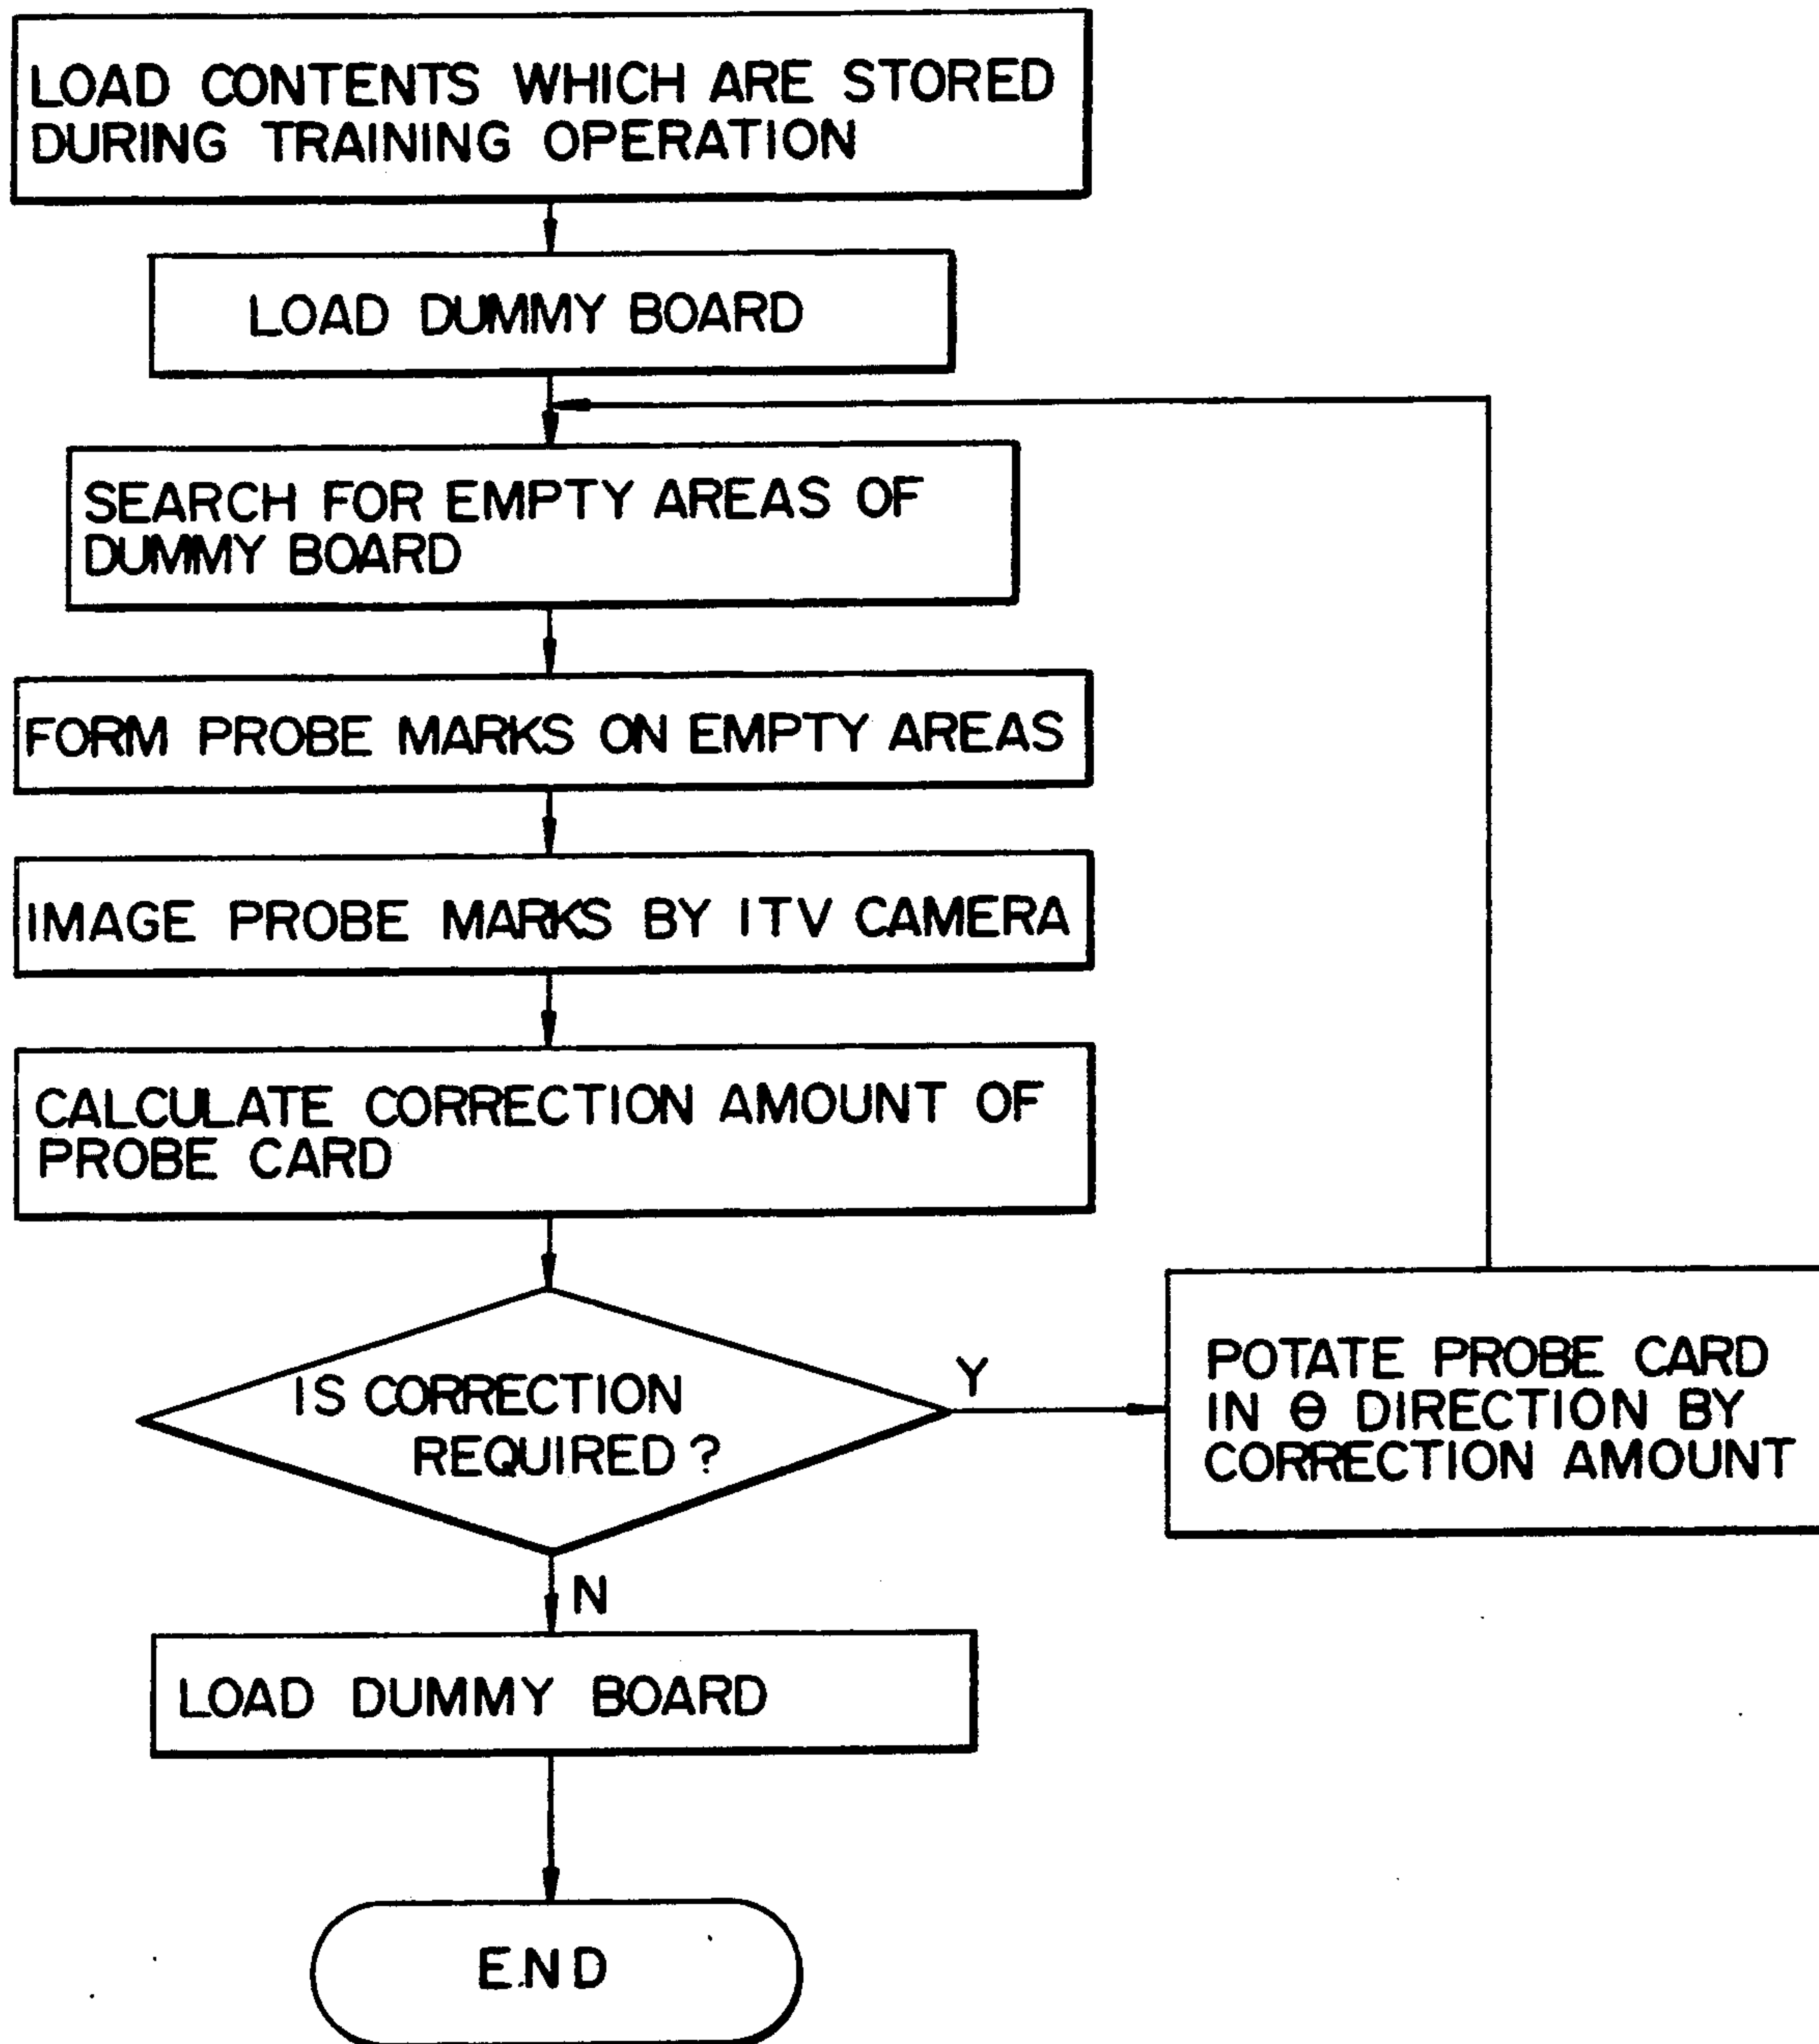 LOAD CONTENTS WHICH ARE STORED
DURING TRAINING OPERATION
LOAD DUMMY BOARD
SEARCH FOR EMPTY AREAS OF
DUMMY BOARD
FORM PROBE MARKS ON EMPTY AREAS
IMAGE PROBE MARKS BY ITV CAMERA
CALCULATE CORRECTION AMOUNT OF
PROBE CARD
IS CORRECTION
REQUIRED ?
Y
POTATE PROBE CARD
IN Θ DIRECTION BY
CORRECTION AMOUNT
N
LOAD DUMMY BOARD
END